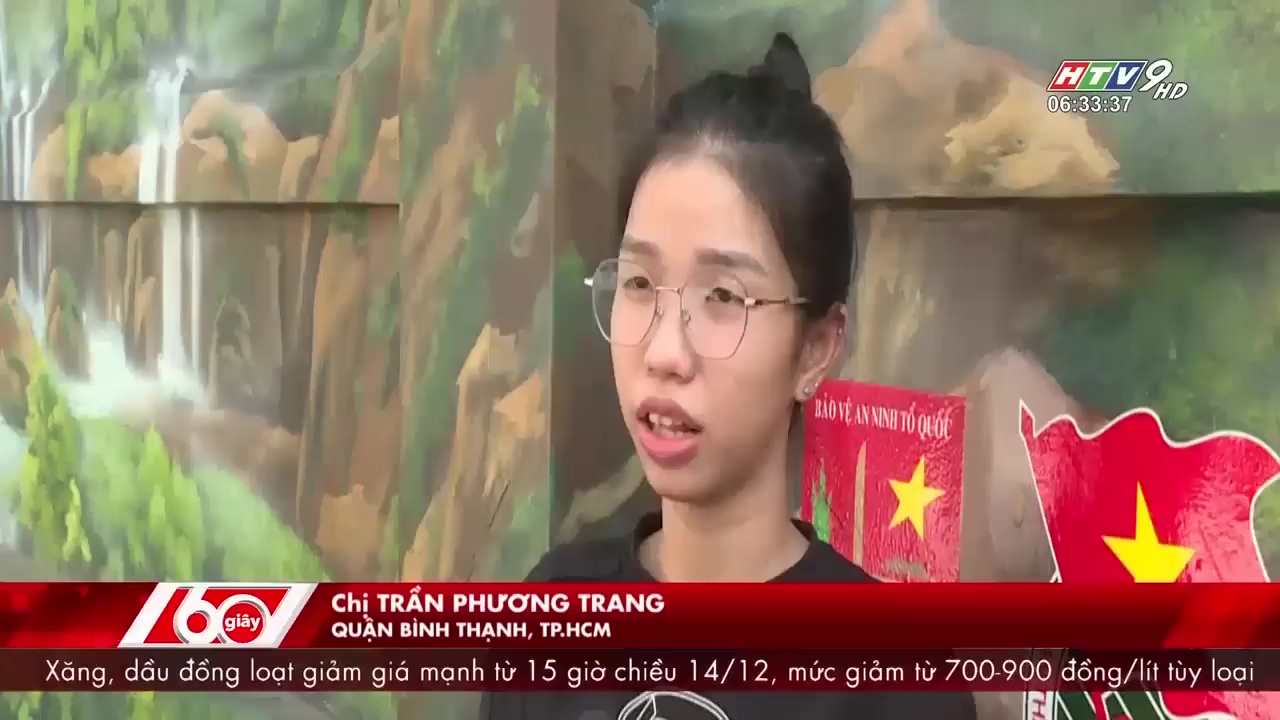 HTV9 HD
06:33:37
BẢO VỆ AN NINH TỔ QUỐC
60 giây
Chị TRẦN PHƯƠNG TRANG
QUẬN BÌNH THẠNH, TP.HCM
Xăng, dầu đồng loạt giảm giá mạnh từ 15 giờ chiều 14/12, mức giảm từ 700-900 đồng/lít tùy loại